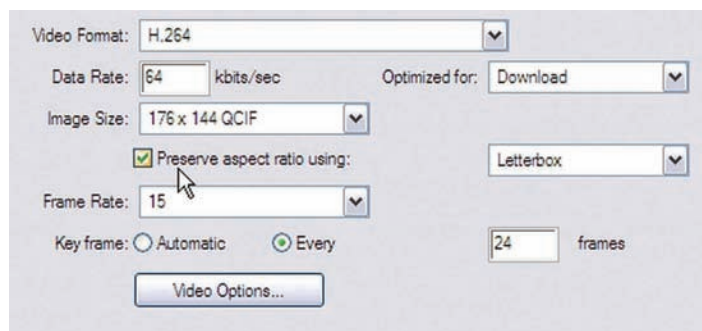 Video Format: H.264
Data Rate: 64 kbits/sec Optimized for: Download
Image Size: 176 x 144 QCIF
Preserve aspect ratio using: Letterbox
Frame Rate: 15
Key frame: Automatic Every 24 frames
Video Options...